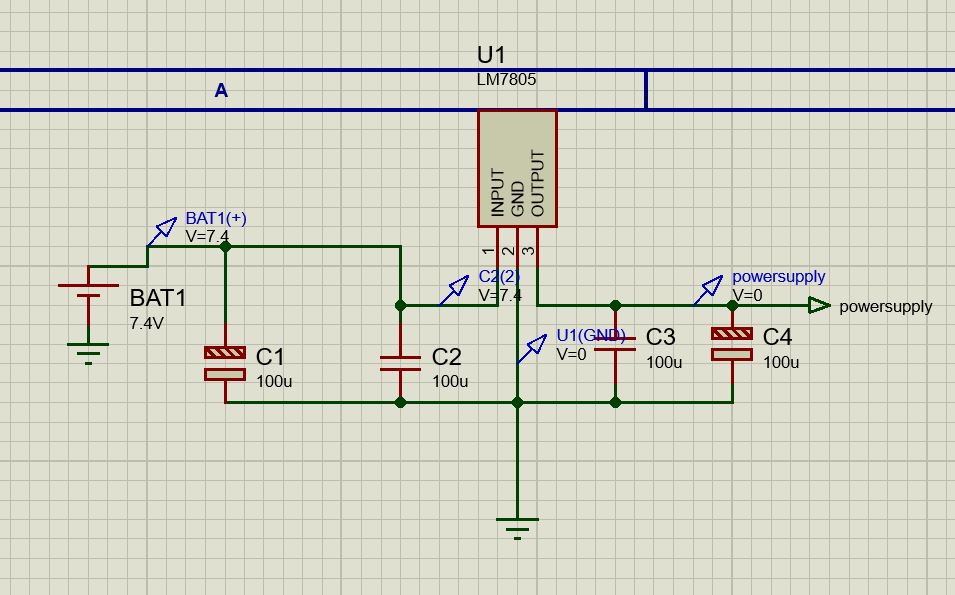 U1
LM7805
A
INPUT
GND
OUTPUT
1
2
3
BAT1(+)
V=7.4
C2(2)
V=7.4
powersupply
V=0
powersupply
BAT1
7.4V
U1(GND)
V=0
C1
100u
C2
100u
C3
100u
C4
100u